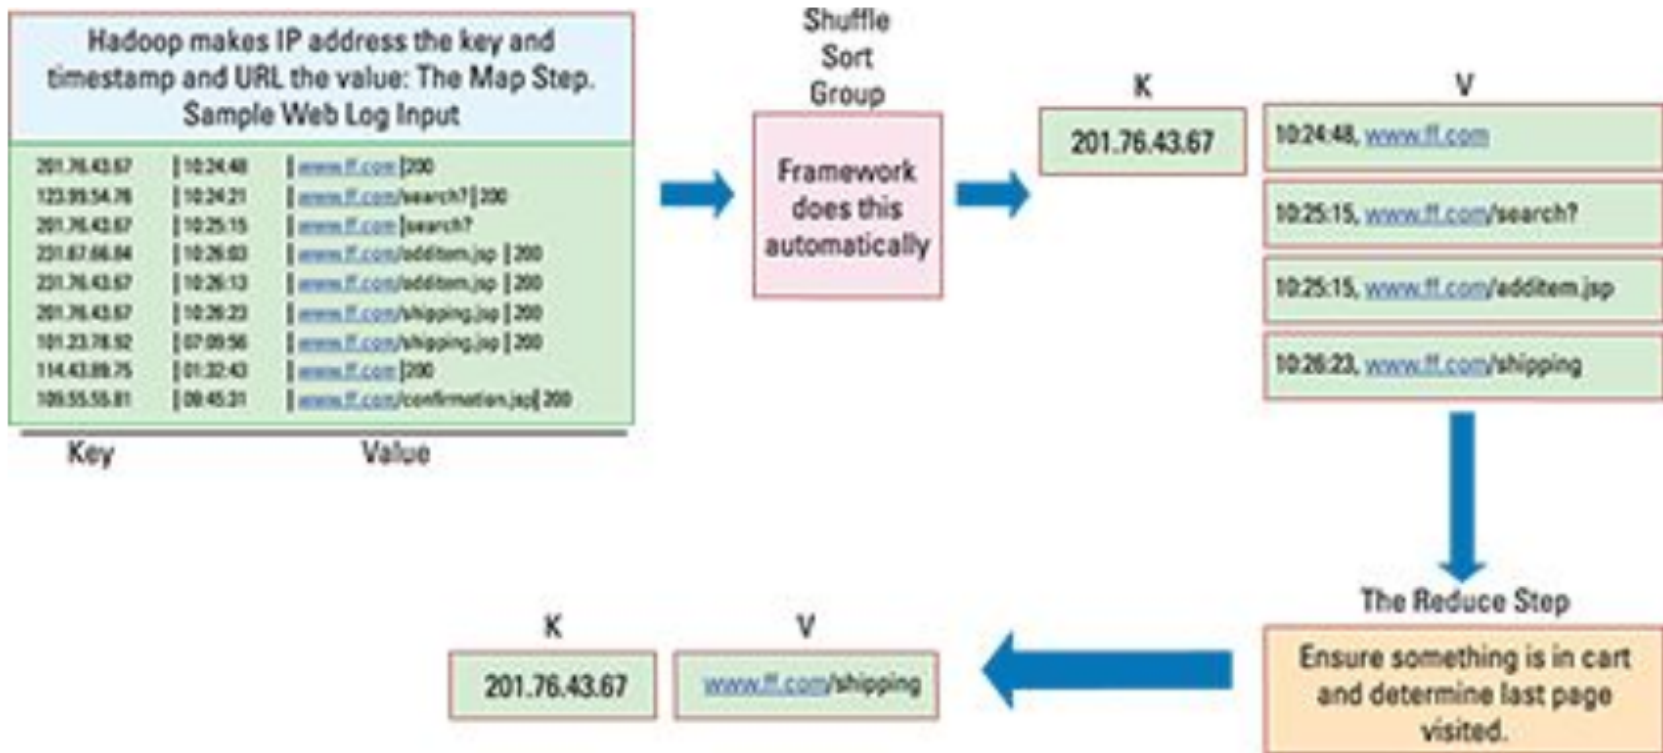 Hadoop makes IP address the key and
timestamp and URL the value: The Map Step.
Sample Web Log Input
201.76.43.67 | 10:24:48 | www.ff.com |200
123.99.54.76 | 10:24:21 | www.ff.com/search? | 200
201.76.43.67 | 10:25:15 | www.ff.com |search?
231.67.66.84 | 10:26:03 | www.ff.com/additem.jsp | 200
231.76.43.67 | 10:26:13 | www.ff.com/additem.jsp | 200
201.76.43.67 | 10:26:23 | www.ff.com/shipping.jsp | 200
101.23.78.92 | 07:09:56 | www.ff.com/shipping.jsp | 200
114.43.89.75 | 01:32:43 | www.ff.com |200
109.55.55.81 | 09:45:31 | www.ff.com/confirmation.jsp| 200
Key Value
Shuffle
Sort
Group
Framework
does this
automatically
K V
201.76.43.67
10:24:48, www.ff.com
10:25:15, www.ff.com/search?
10:25:15, www.ff.com/additem.jsp
10:26:23, www.ff.com/shipping
The Reduce Step
Ensure something is in cart
and determine last page
visited.
K V
201.76.43.67 www.ff.com/shipping